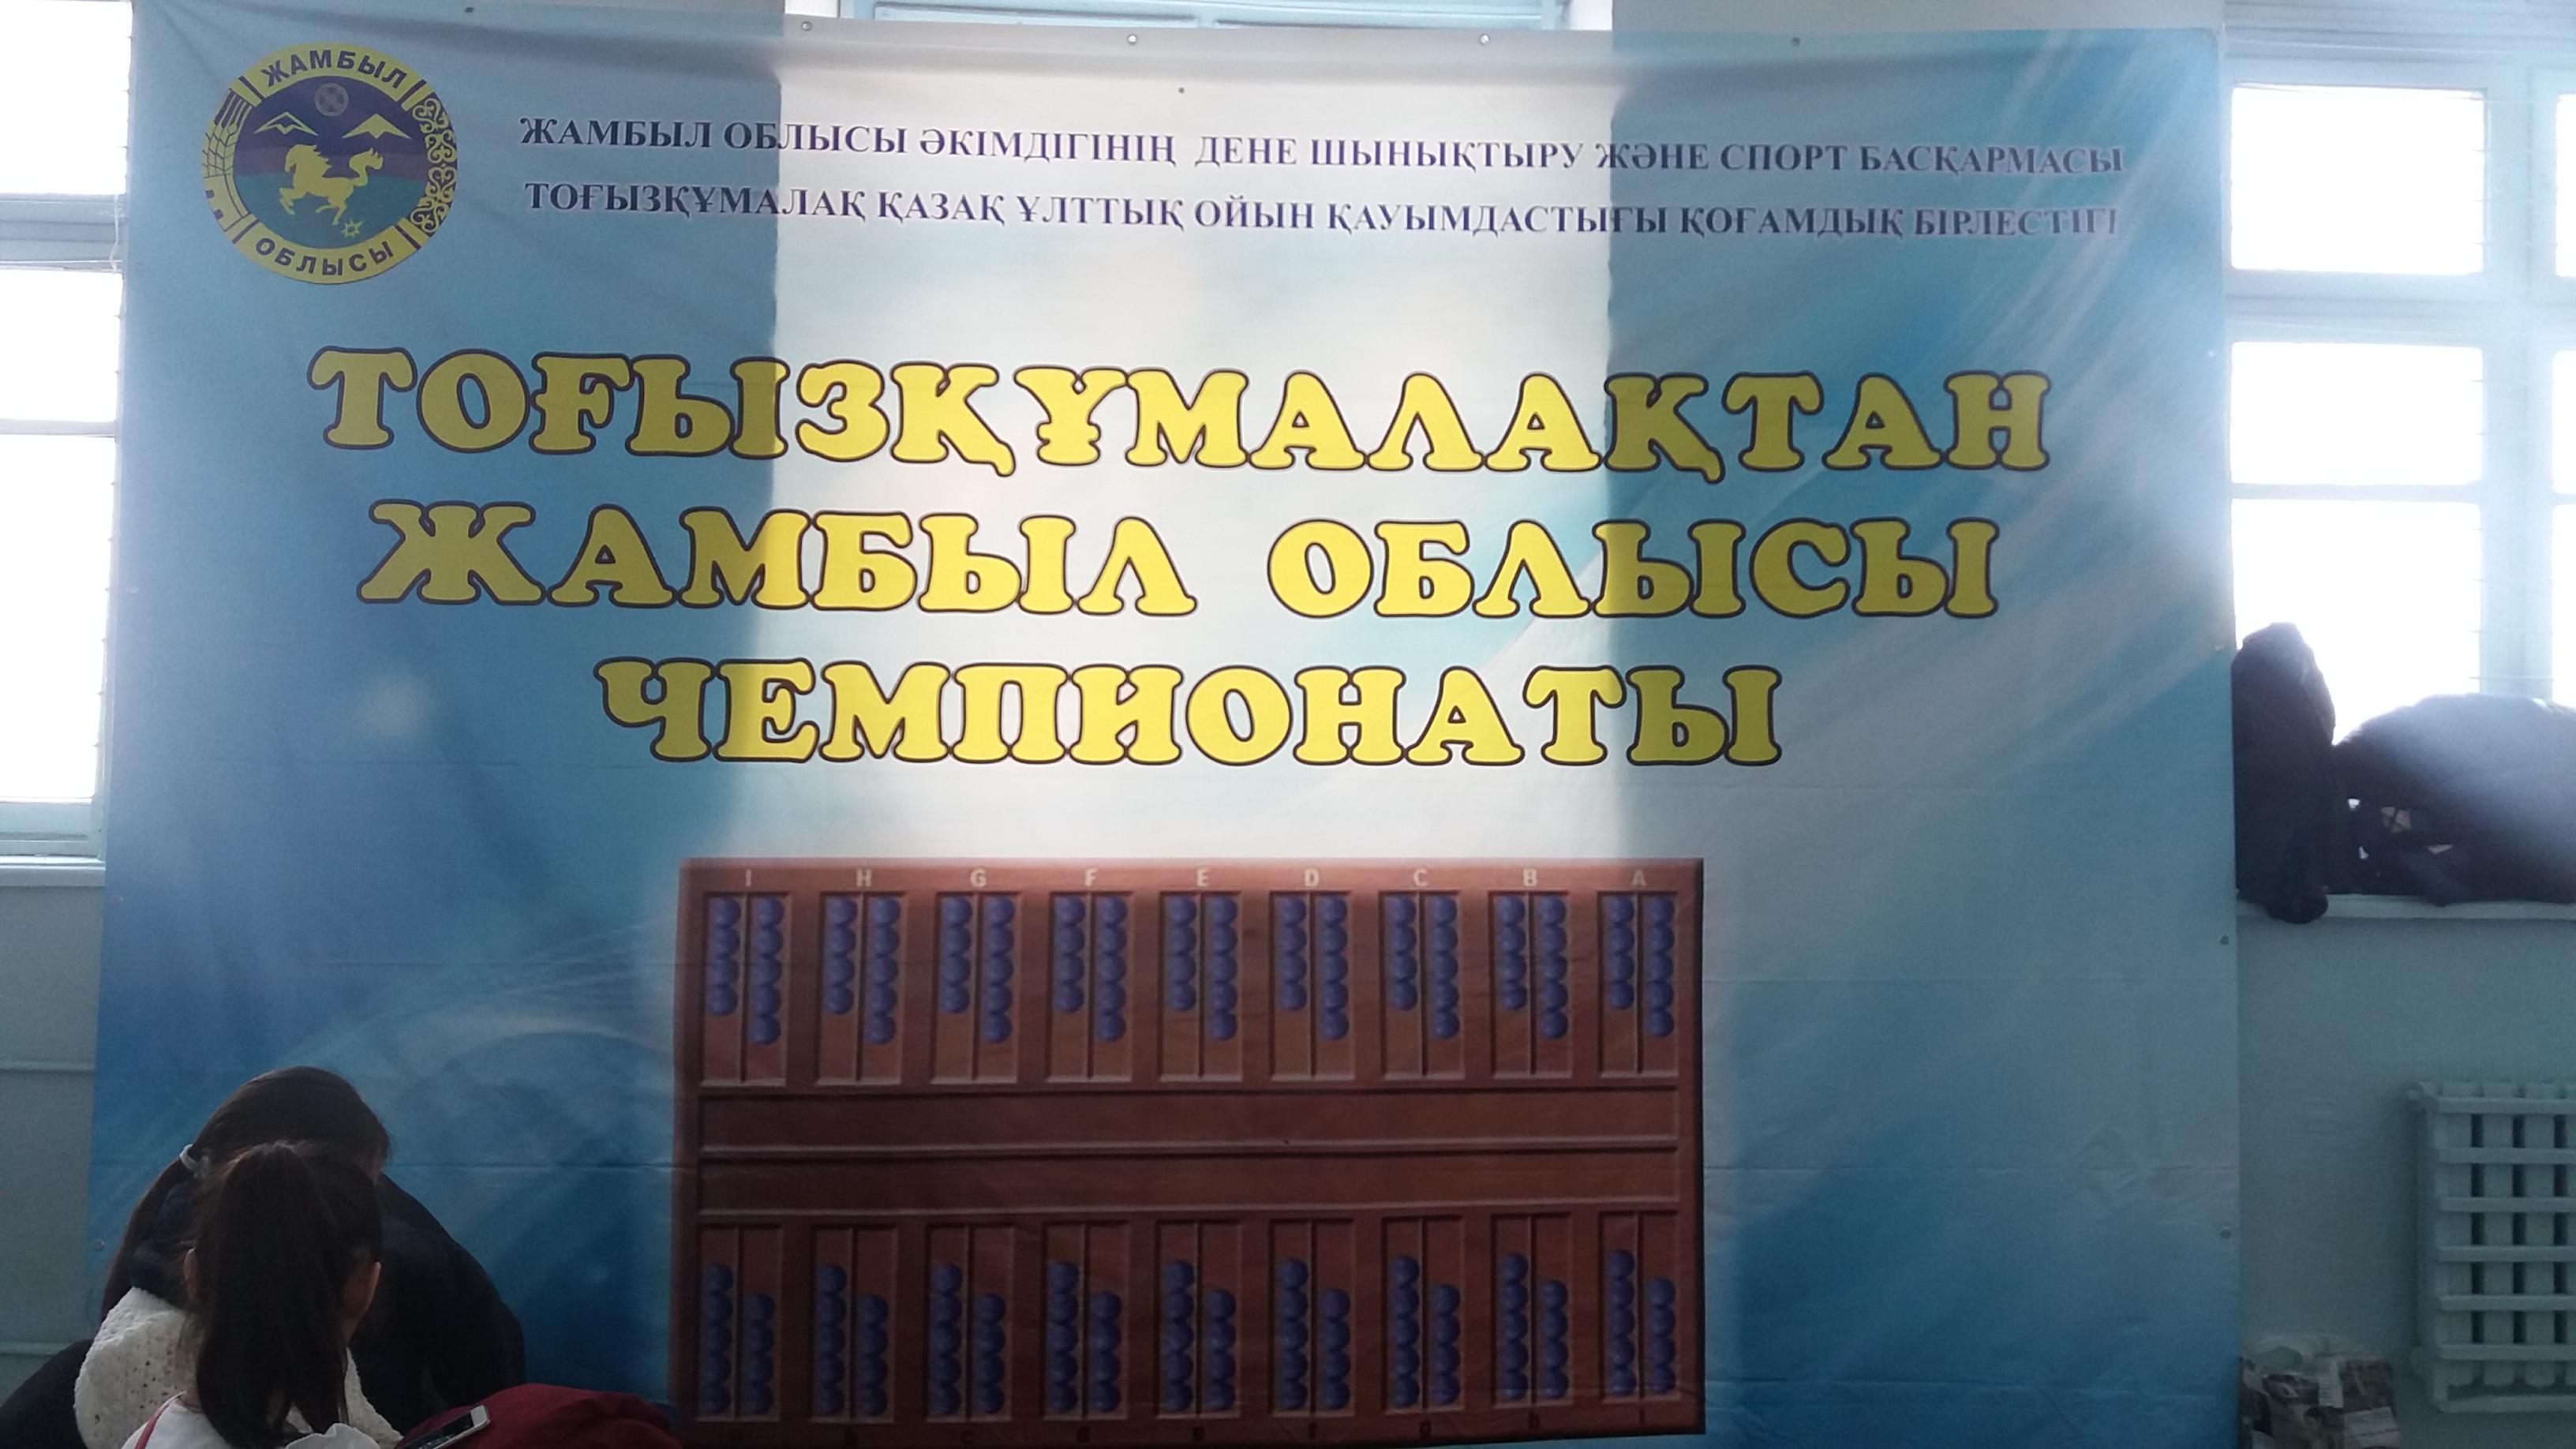 ЖАМБЫЛ
ОБЛЫСЫ
ЖАМБЫЛ ОБЛЫСЫ ӘКІМДІГІНІҢ ДЕНЕ ШЫНЫҚТЫРУ ЖӘНЕ СПОРТ БАСҚАРМАСЫ
ТОҒЫЗҚҰМАЛАҚ ҚАЗАҚ ҰЛТТЫҚ ОЙЫН ҚАУЫМДАСТЫҒЫ ҚОҒАМДЫҚ БІРЛЕСТІГІ
ТОҒЫЗҚҰМАЛАҚТАН
ЖАМБЫЛ ОБЛЫСЫ
ЧЕМПИОНАТЫ
I H G F E D C B A